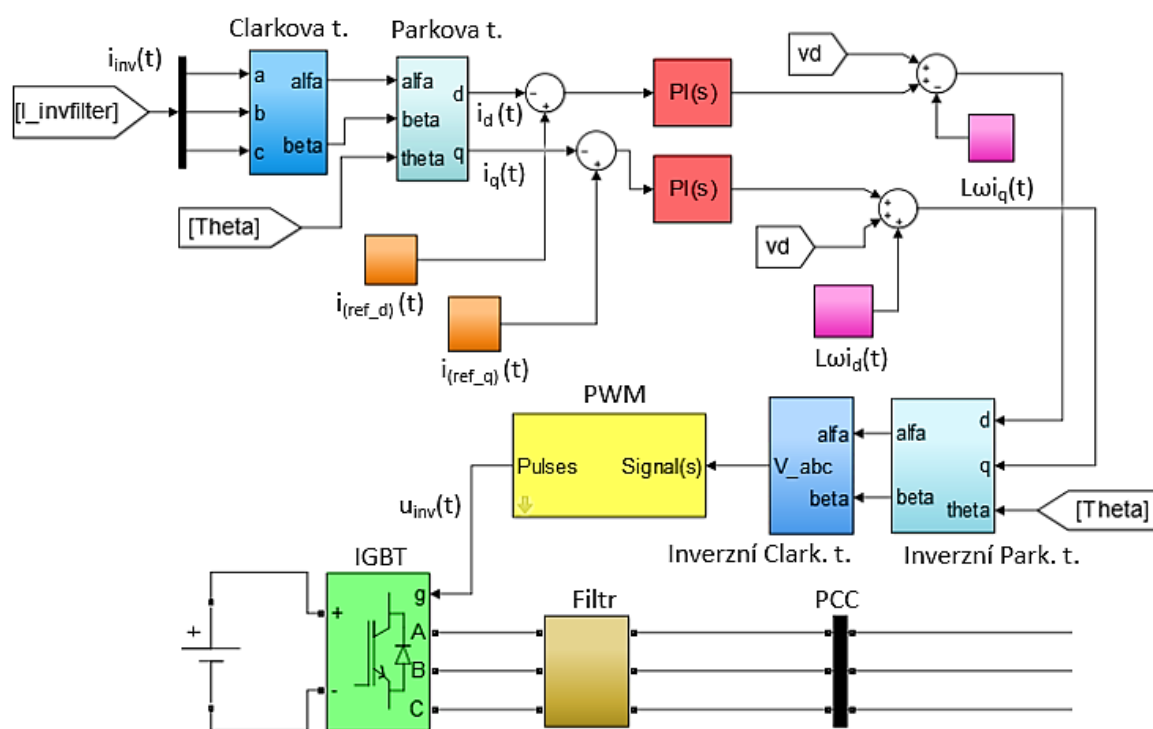 Clarkova t.
Parkova t.
i_inv(t)
[I_invfilter]
a
b
c
alfa
beta
alfa
beta
theta
d
q
i_d (t)
i_q(t)
-
+
-
+
PI(s)
PI(s)
vd
+
+
-
Lωi_q(t)
[Theta]
vd
+
+
+
Lωi_d(t)
i_(ref_d) (t)
i_(ref_q) (t)
PWM
Pulses
Signal(s)
alfa
V_abc
beta
alfa
beta
d
q
theta
[Theta]
u_inv(t)
Inverzní Clark. t.
Inverzní Park. t.
IGBT
Filtr
PCC
+
+
-
g
A
B
C